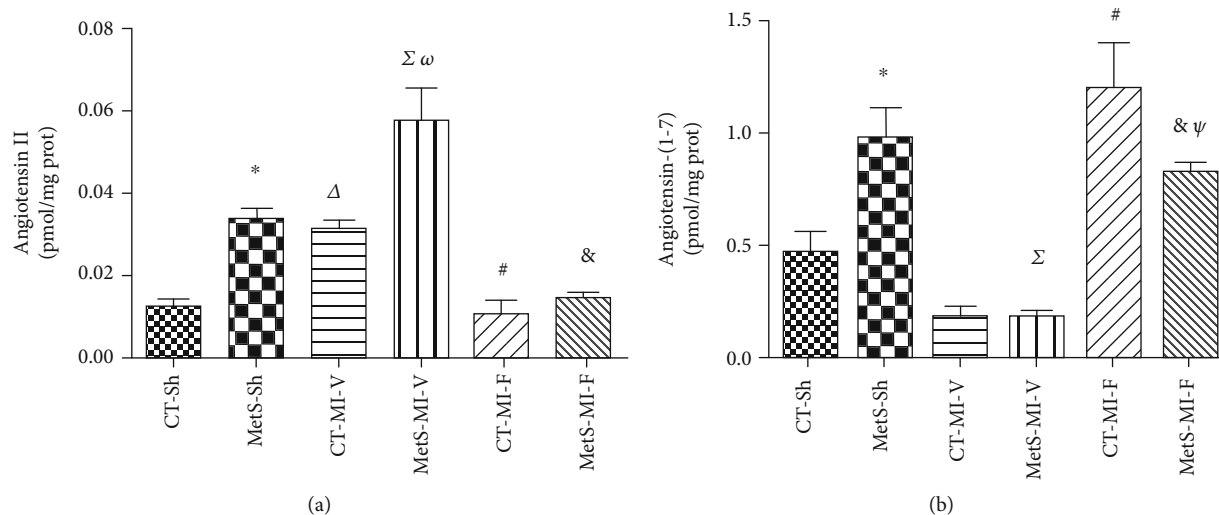 Angiotensin II
(pmol/mg prot)
0.08
0.06
0.04
0.02
0.00
*
Δ
Σ ω
#
&
CT-Sh
MetS-Sh
CT-MI-V
MetS-MI-V
CT-MI-F
MetS-MI-F
(a)
Angiotensin-(1-7)
(pmol/mg prot)
1.5
1.0
0.5
0.0
*
Σ
#
& ψ
CT-Sh
MetS-Sh
CT-MI-V
MetS-MI-V
CT-MI-F
MetS-MI-F
(b)